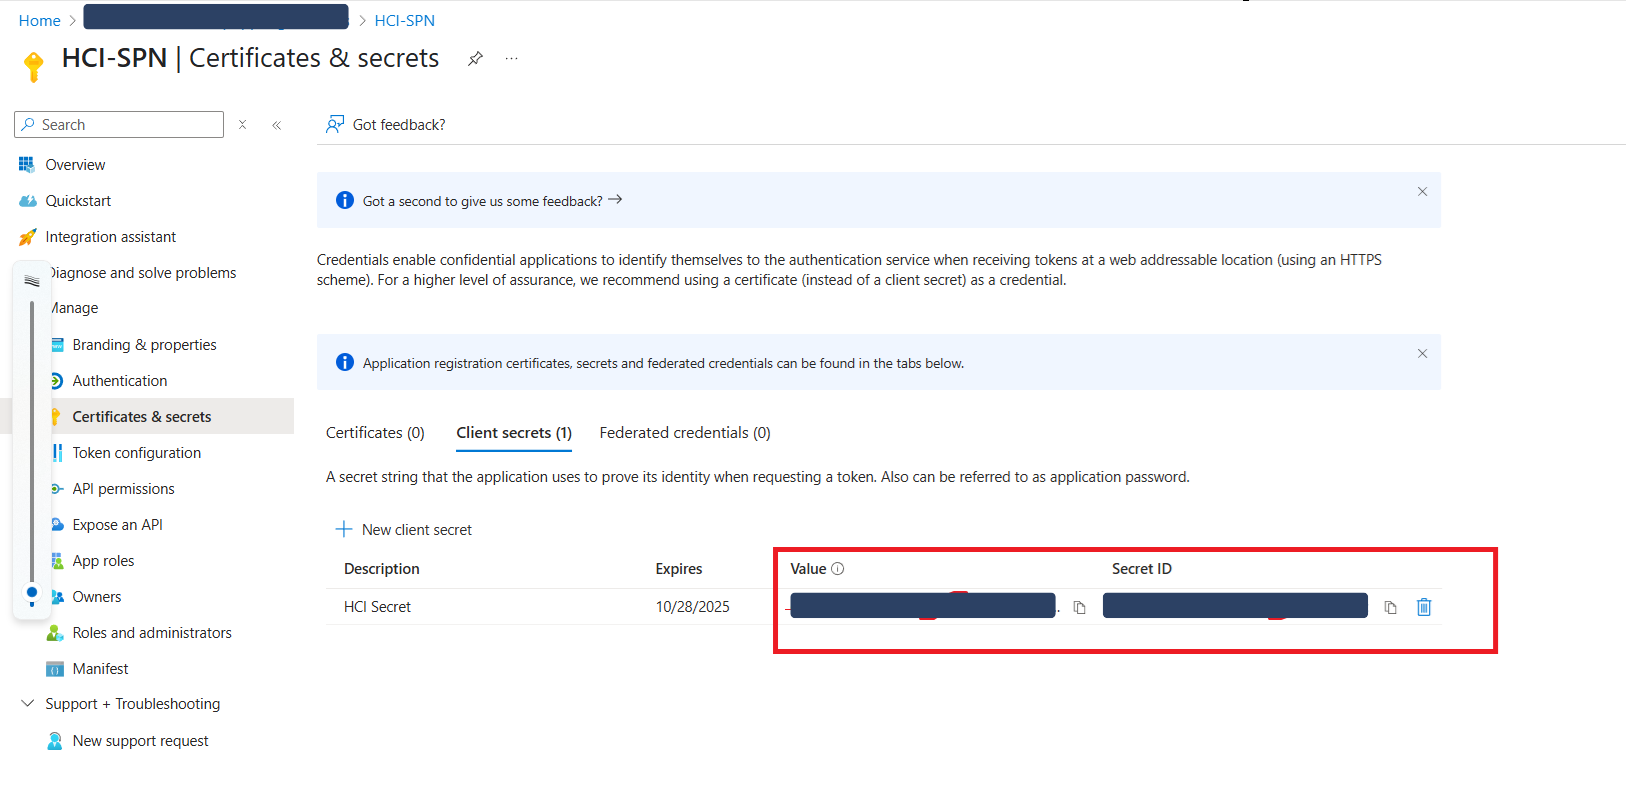 Home > HCI-SPN
HCI-SPN | Certificates & secrets
Search
Got feedback?
Overview
Quickstart
Integration assistant
Diagnose and solve problems
Manage
Branding & properties
Authentication
Certificates & secrets
Token configuration
API permissions
Expose an API
App roles
Owners
Roles and administrators
Manifest
Support + Troubleshooting
New support request
Got a second to give us some feedback? →
Credentials enable confidential applications to identify themselves to the authentication service when receiving tokens at a web addressable location (using an HTTPS
scheme). For a higher level of assurance, we recommend using a certificate (instead of a client secret) as a credential.
Application registration certificates, secrets and federated credentials can be found in the tabs below.
Certificates (0) Client secrets (1) Federated credentials (0)
A secret string that the application uses to prove its identity when requesting a token. Also can be referred to as application password.
New client secret
Description Expires Value Secret ID
HCI Secret 10/28/2025